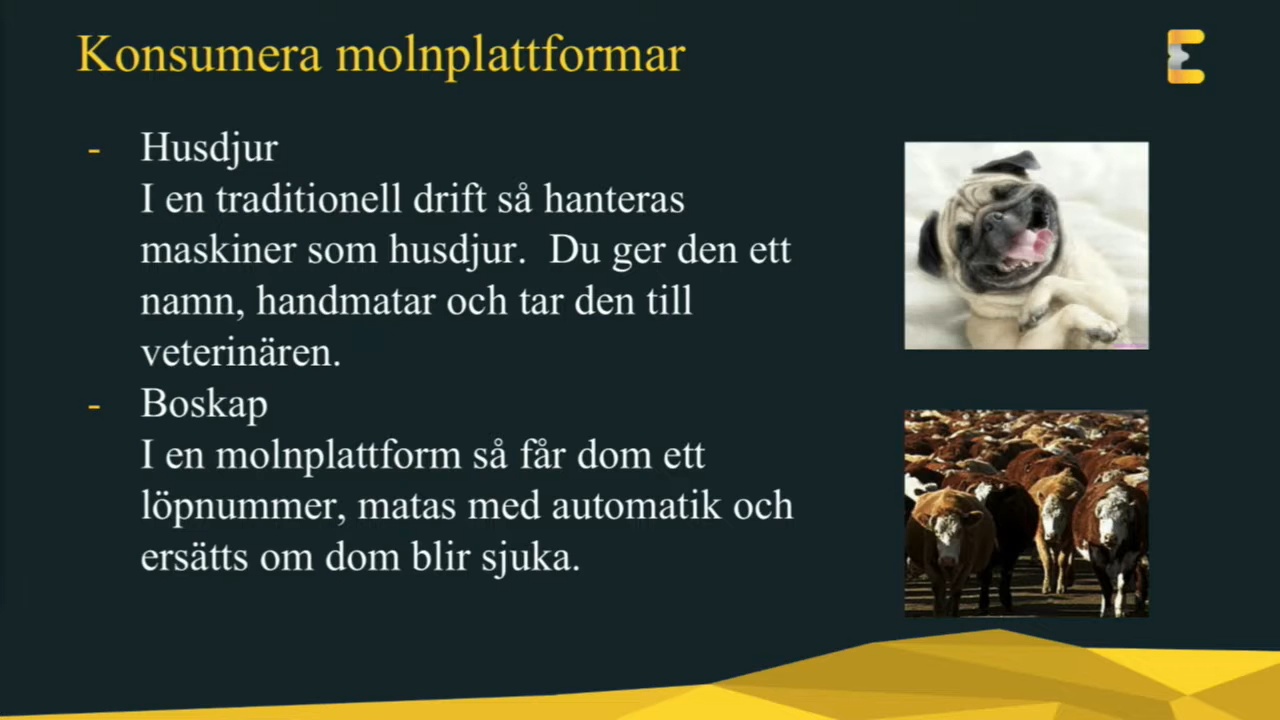 Konsumera molnplattformar
- Husdjur
I en traditionell drift så hanteras
maskiner som husdjur.  Du ger den ett
namn, handmatar och tar den till
veterinären.
- Boskap
I en molnplattform så får dom ett
löpnummer, matas med automatik och
ersätts om dom blir sjuka.